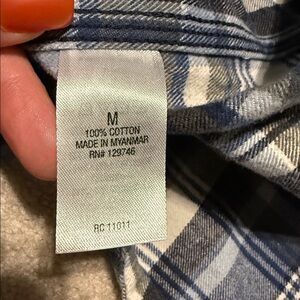 M
100% COTTON
MADE IN MYANMAR
RN# 129746
RC 11011